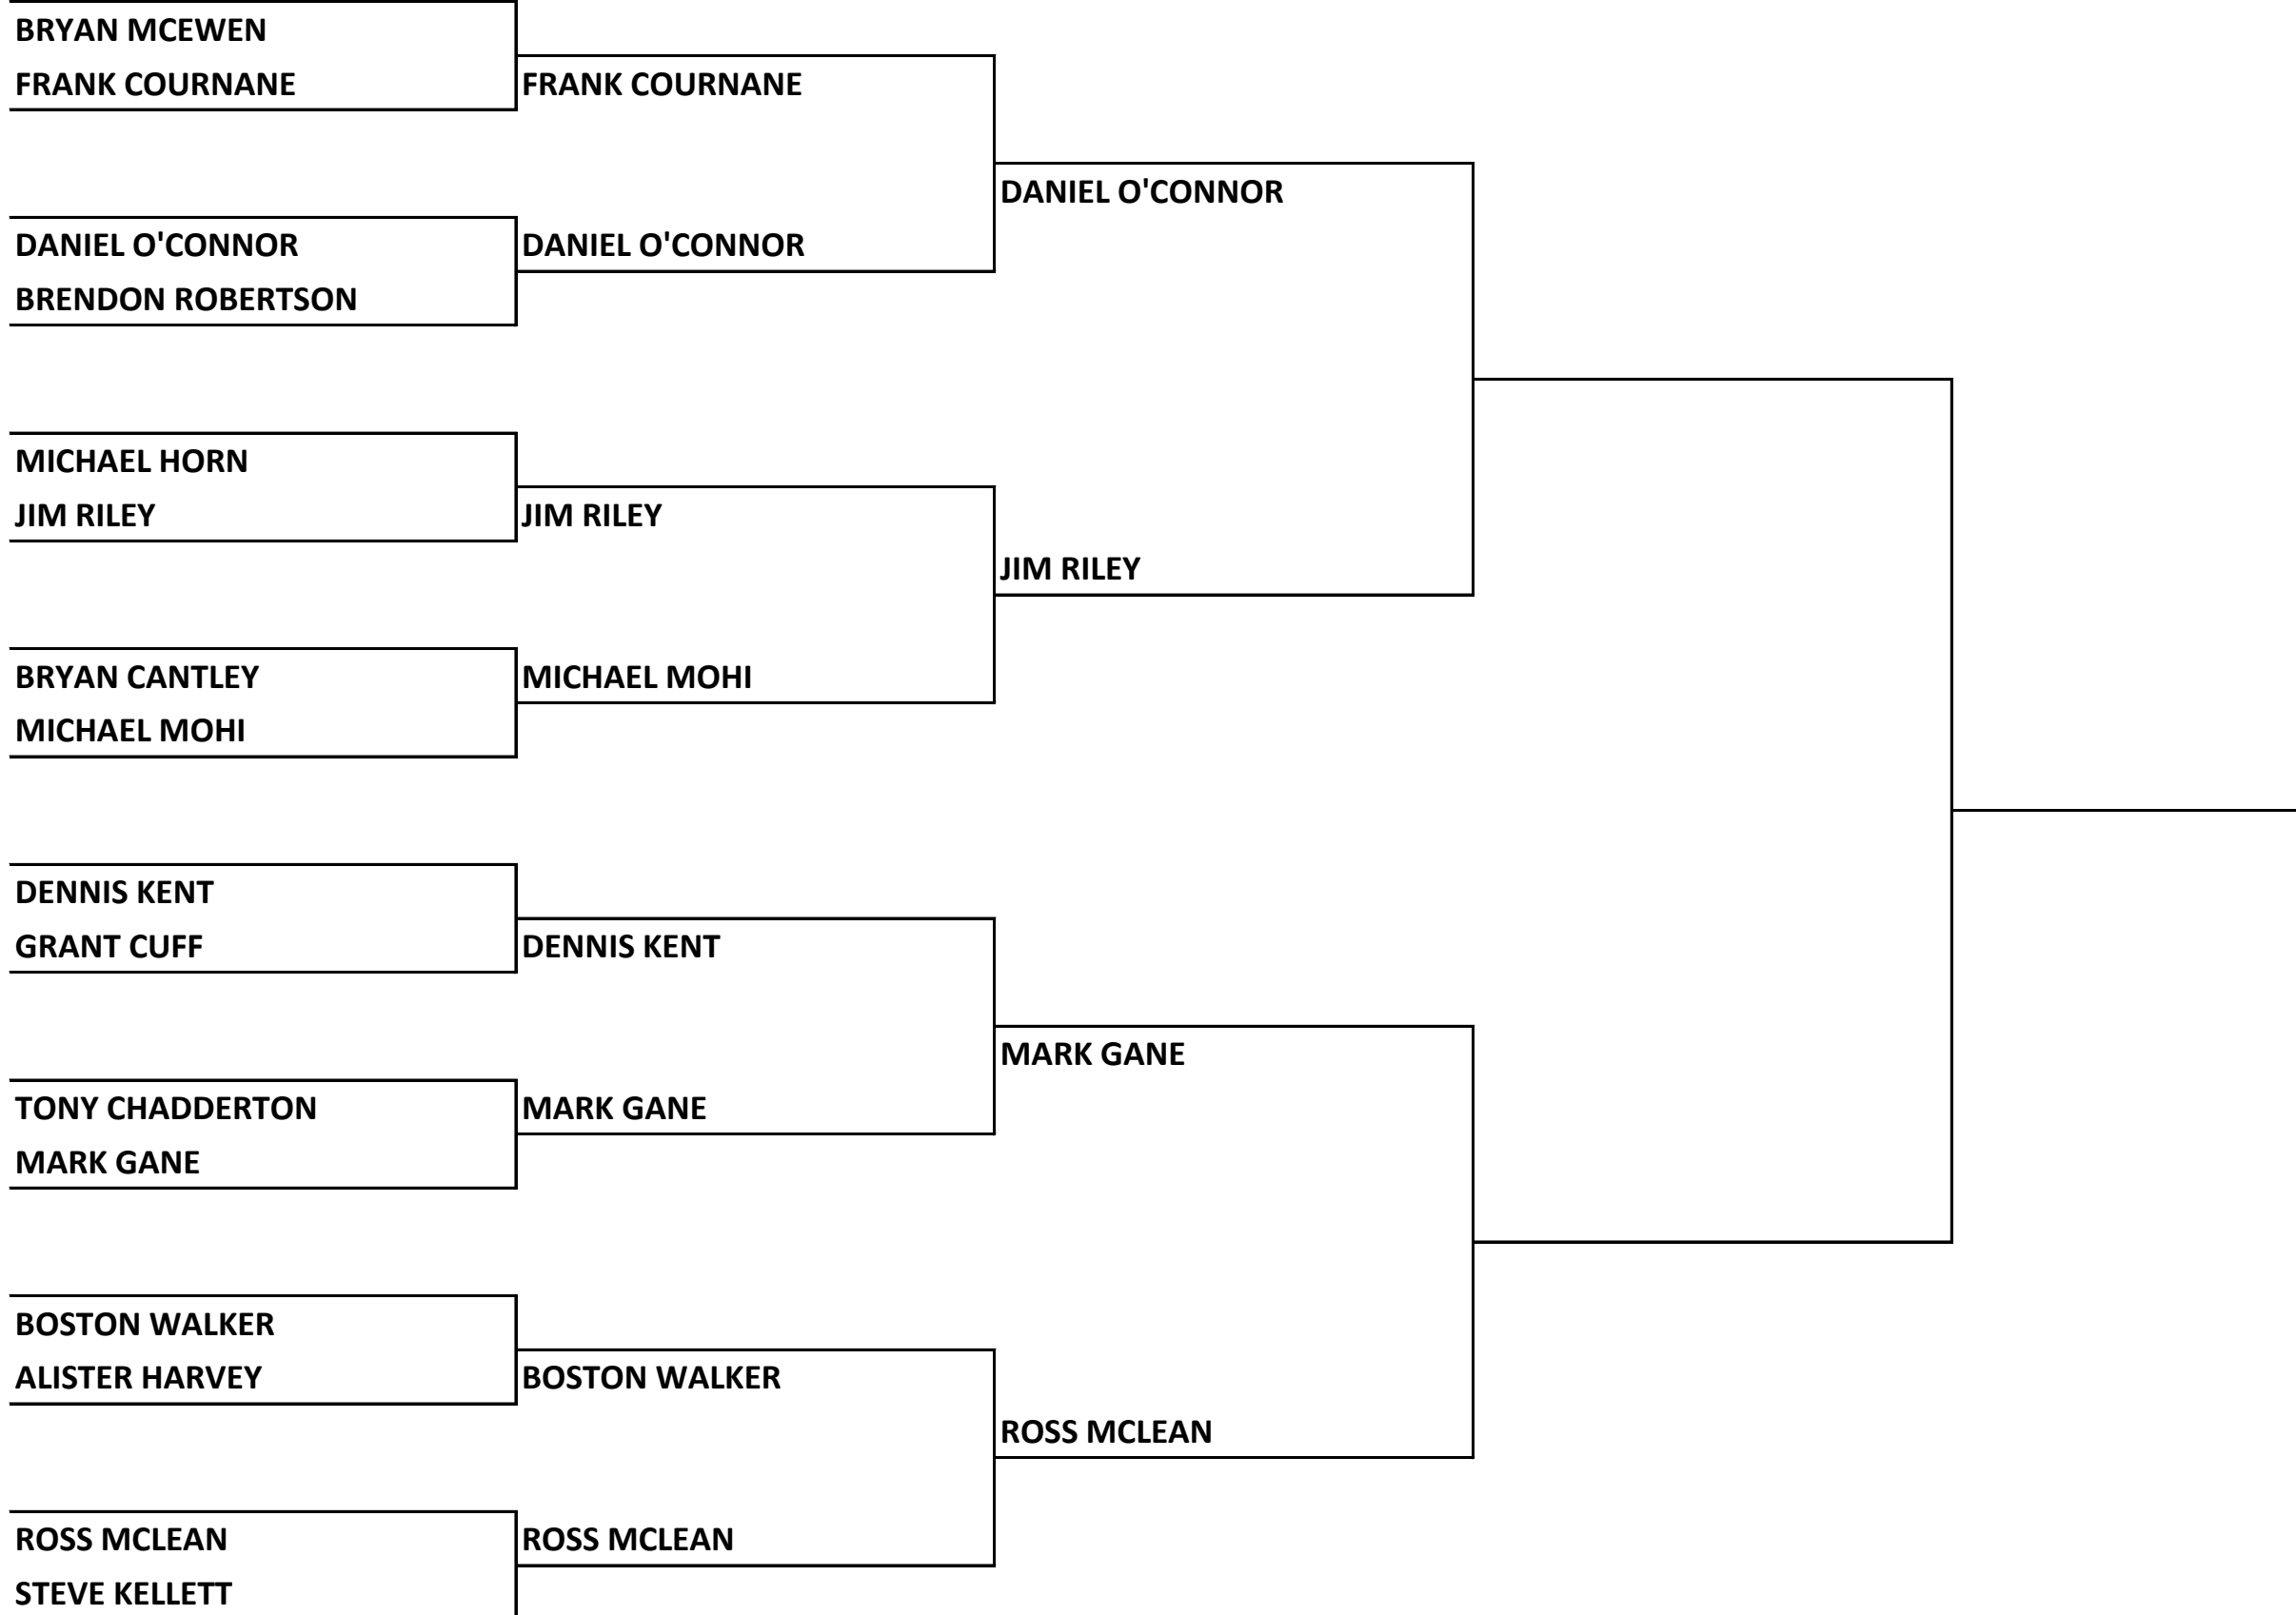 BRYAN MCEWEN
FRANK COURNANE
FRANK COURNANE
DANIEL O'CONNOR
DANIEL O'CONNOR
DANIEL O'CONNOR
BRENDON ROBERTSON
MICHAEL HORN
JIM RILEY
JIM RILEY
JIM RILEY
BRYAN CANTLEY
MICHAEL MOHI
MICHAEL MOHI
DENNIS KENT
GRANT CUFF
DENNIS KENT
MARK GANE
TONY CHADDERTON
MARK GANE
MARK GANE
BOSTON WALKER
ALISTER HARVEY
BOSTON WALKER
ROSS MCLEAN
ROSS MCLEAN
ROSS MCLEAN
STEVE KELLETT